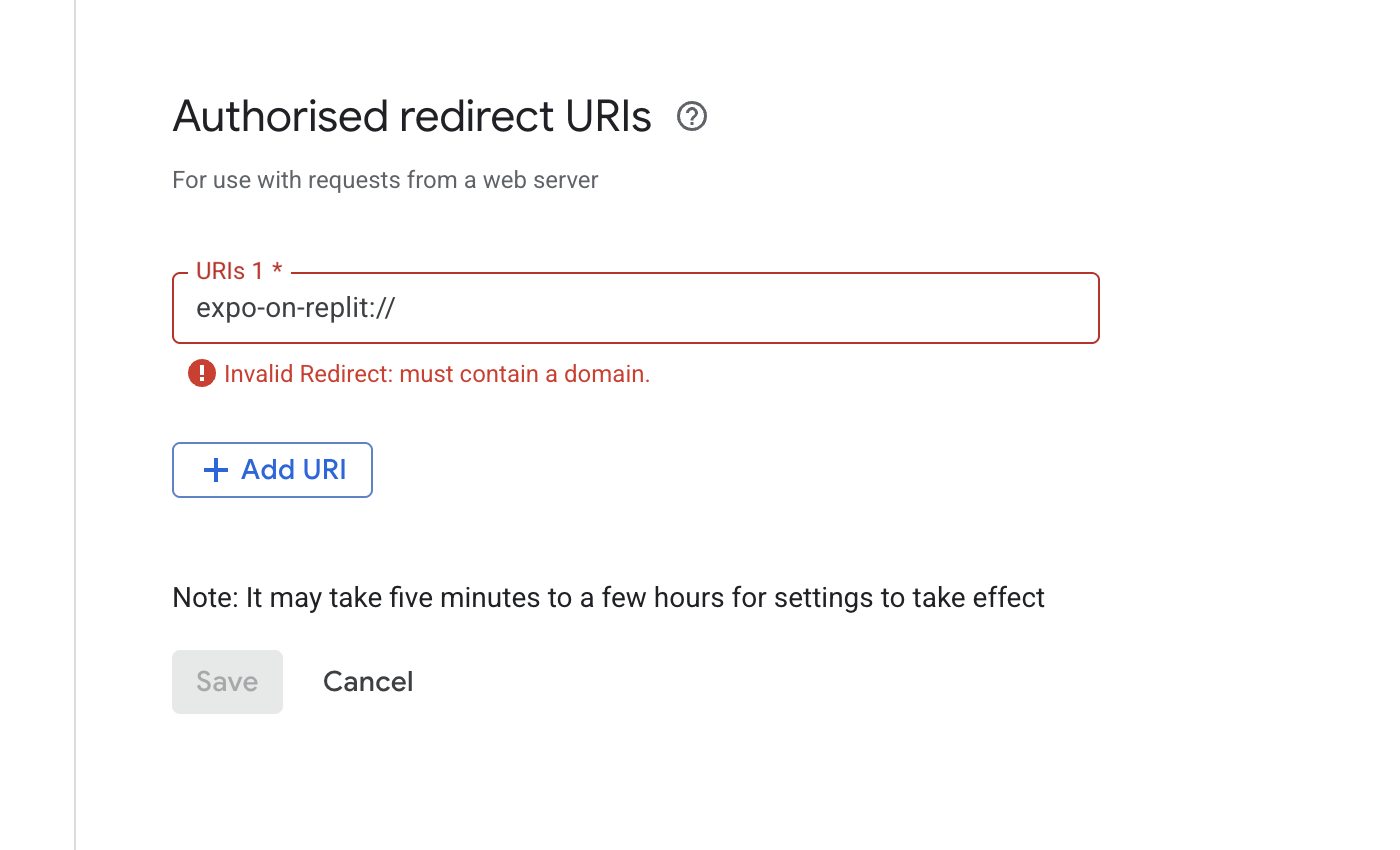 Authorised redirect URIs
For use with requests from a web server
URIs 1 *
expo-on-replit://
Invalid Redirect: must contain a domain.
Add URI
Note: It may take five minutes to a few hours for settings to take effect
Save Cancel